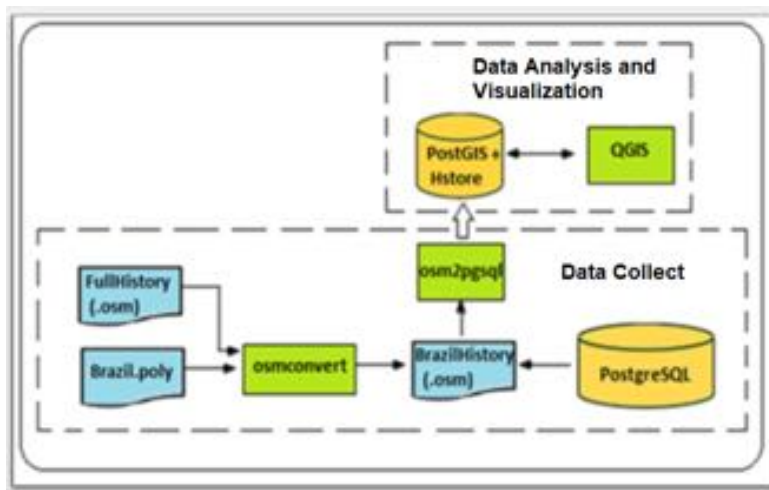 Data Analysis and
Visualization
PostGIS +
Hstore
QGIS
osm2pgsql
Data Collect
FullHistory
(.osm)
Brazil.poly
osmconvert
BrazilHistory
(.osm)
PostgreSQL